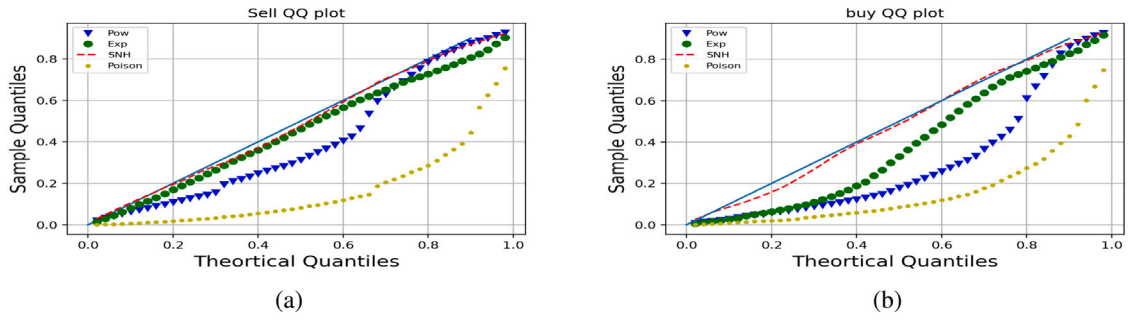 Sell QQ plot
Pow
Exp
SNH
Poison
0.8
0.6
0.4
0.2
0.0
0.0 0.2 0.4 0.6 0.8 1.0
Sample Quantiles
Theortical Quantiles
(a)
buy QQ plot
Pow
Exp
SNH
Poison
0.8
0.6
0.4
0.2
0.0
0.0 0.2 0.4 0.6 0.8 1.0
Sample Quantiles
Theortical Quantiles
(b)